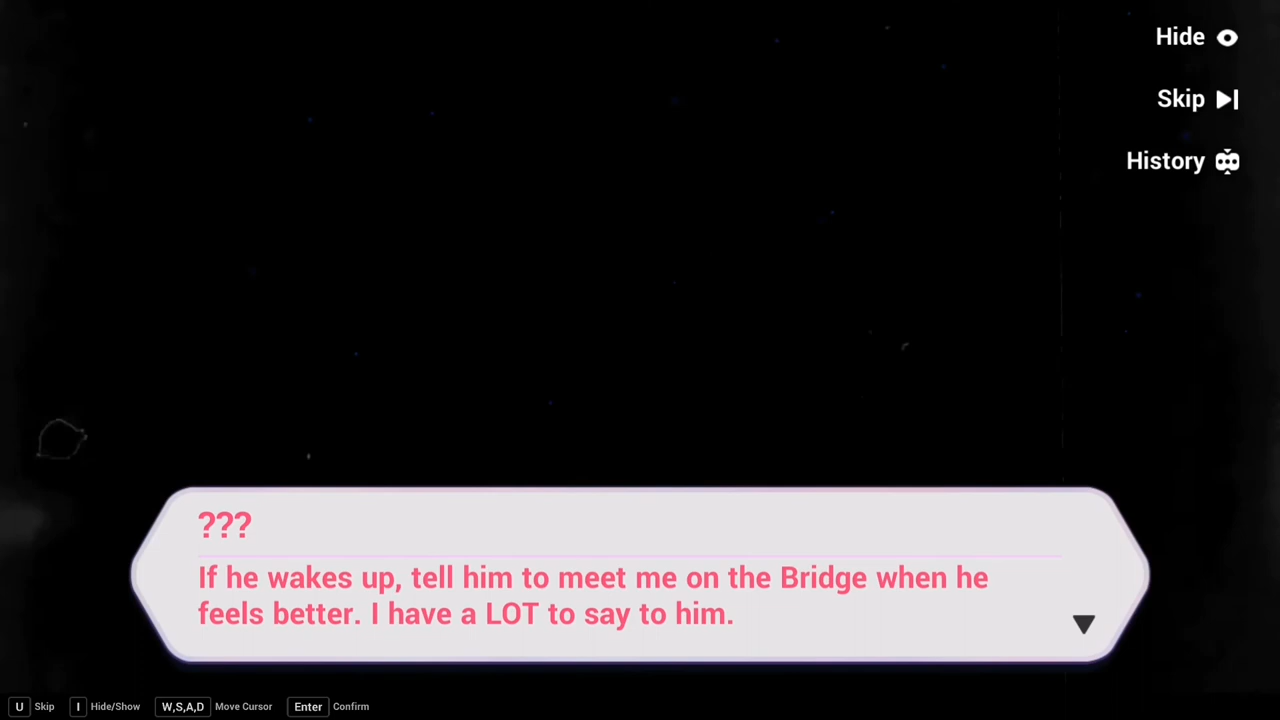 Hide
Skip
History
???
If he wakes up, tell him to meet me on the Bridge when he
feels better. I have a LOT to say to him.
U Skip I Hide/Show W,S,A,D Move Cursor Enter Confirm